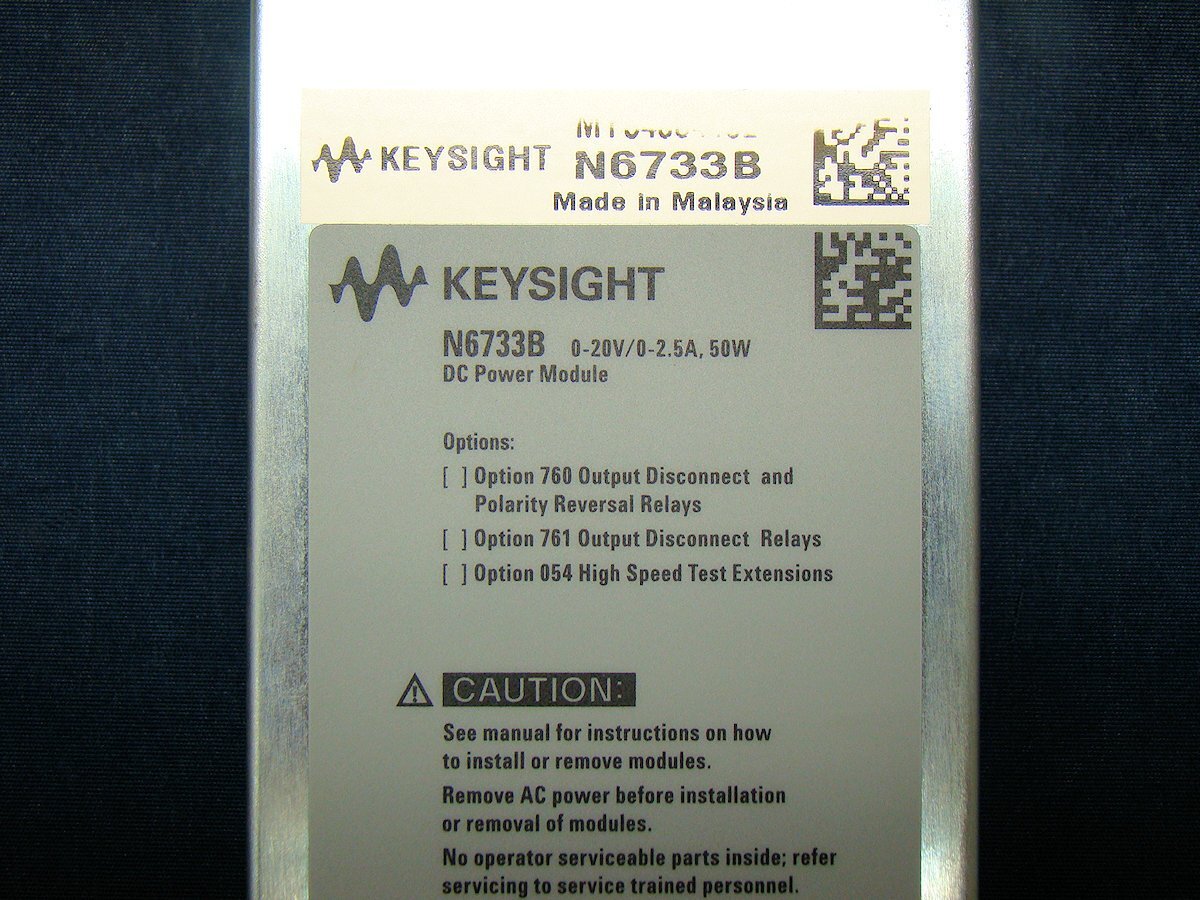 KEYSIGHT
N6733B
Made in Malaysia
KEYSIGHT
N6733B 0-20V/0-2.5A, 50W
DC Power Module
Options:
[ ] Option 760 Output Disconnect and
Polarity Reversal Relays
[ ] Option 761 Output Disconnect Relays
[ ] Option 054 High Speed Test Extensions
CAUTION:
See manual for instructions on how
to install or remove modules.
Remove AC power before installation
or removal of modules.
No operator serviceable parts inside; refer
servicing to service trained personnel.